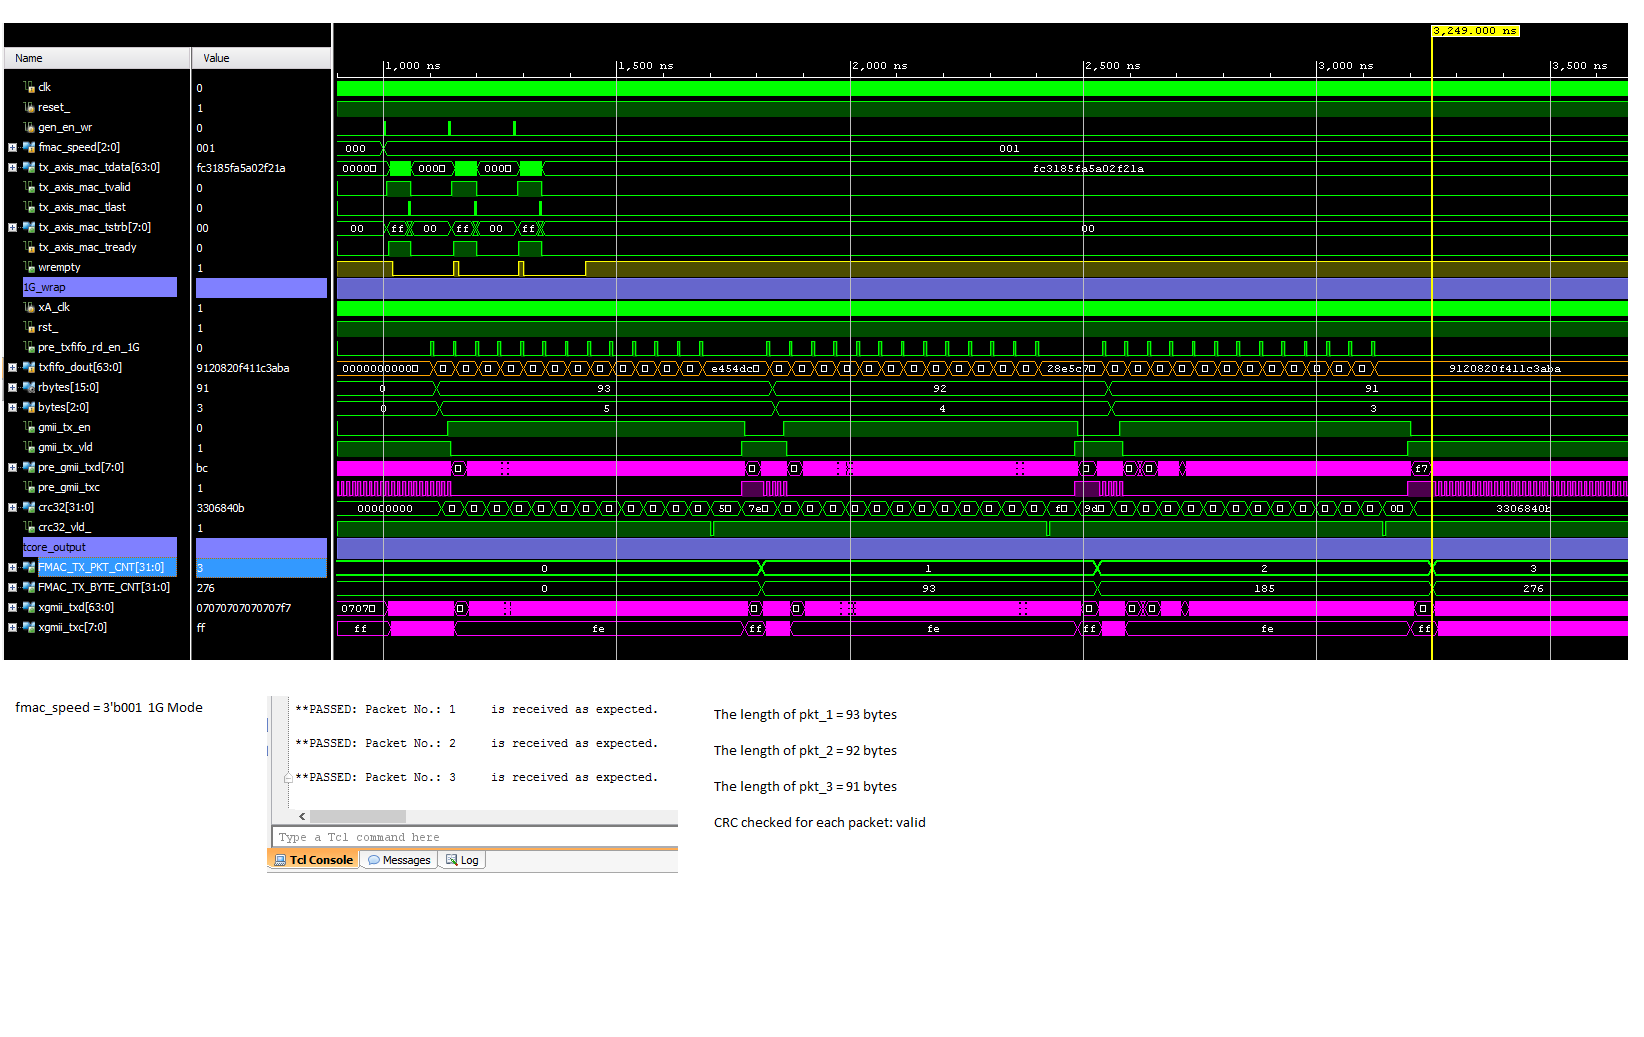 3,249.000 ns
Name Value
1,000 ns 1,500 ns 2,000 ns 2,500 ns 3,000 ns 3,500 ns
clk 0
reset_ 1
gen_en_wr 0
fmac_speed[2:0] 001 000 001
tx_axis_mac_tdata[63:0] fc3185fa5a02f21a 0000 000 000 fc3185fa5a02f21a
tx_axis_mac_tvalid 0
tx_axis_mac_tlast 0
tx_axis_mac_tstrb[7:0] 00 00 ff 00 ff 00 ff 00
tx_axis_mac_tready 0
wrempty 1
1G_wrap
xA_clk 1
rst_ 1
pre_txfifo_rd_en_1G 0
txfifo_dout[63:0] 9120820f411c3aba 0000000000 e454dc 28e5c7 9120820f411c3aba
rbytes[15:0] 91 0 93 92 91
bytes[2:0] 3 0 5 4 3
gmii_tx_en 0
gmii_tx_vld 1
pre_gmii_txd[7:0] bc f7
pre_gmii_txc 1
crc32[31:0] 3306840b 00000000 5 7e f 9d 0 3306840b
crc32_vld_ 1
tcore_output
FMAC_TX_PKT_CNT[31:0] 3 0 1 2 3
FMAC_TX_BYTE_CNT[31:0] 276 0 93 185 276
xgmii_txd[63:0] 07070707070707f7 0707
xgmii_txc[7:0] ff ff fe ff fe ff fe ff
fmac_speed = 3'b001 1G Mode
**PASSED: Packet No.: 1 is received as expected.
**PASSED: Packet No.: 2 is received as expected.
**PASSED: Packet No.: 3 is received as expected.
Type a Tcl command here
Tcl Console Messages Log
The length of pkt_1 = 93 bytes
The length of pkt_2 = 92 bytes
The length of pkt_3 = 91 bytes
CRC checked for each packet: valid